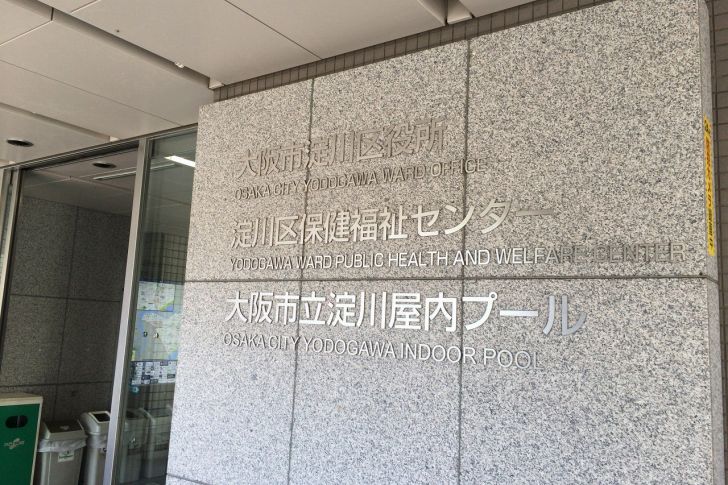 大阪市淀川区役所
OSAKA CITY YODOGAWA WARD OFFICE
淀川区保健福祉センター
YODOGAWA WARD PUBLIC HEALTH AND WELFARE CENTER
大阪市立淀川屋内プール
OSAKA CITY YODOGAWA INDOOR POOL